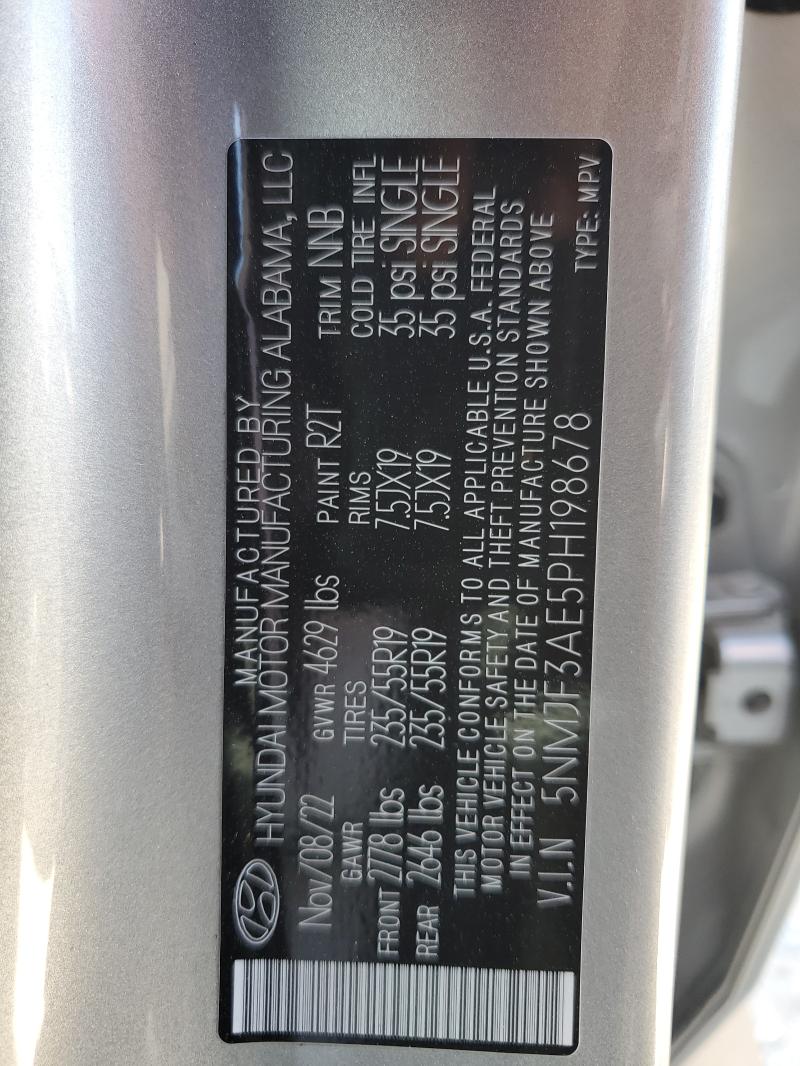 MANUFACTURED BY
HYUNDAI MOTOR MANUFACTURING ALABAMA, LLC
Nov/08/22 GVWR 4629 lbs PAINT R2T TRIM NNB
GAWR TIRES RIMS COLD TIRE INFL
FRONT 2778 lbs 235/55R19 7.5JX19 35 psi SINGLE
REAR 2646 lbs 235/55R19 7.5JX19 35 psi SINGLE
THIS VEHICLE CONFORMS TO ALL APPLICABLE U.S.A. FEDERAL
MOTOR VEHICLE SAFETY AND THEFT PREVENTION STANDARDS
IN EFFECT ON THE DATE OF MANUFACTURE SHOWN ABOVE
V.I.N 5NMJF3AE5PH198678 TYPE: MPV